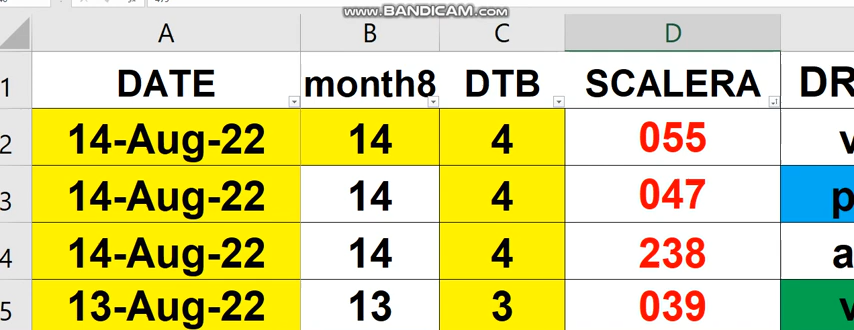 www.BANDICAM.com
A B C D
1 DATE month8 DTB SCALERA DR
2 14-Aug-22 14 4 055 v
3 14-Aug-22 14 4 047 p
4 14-Aug-22 14 4 238 a
5 13-Aug-22 13 3 039 v